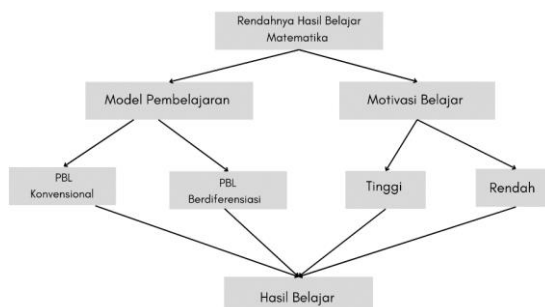 Rendahnya Hasil Belajar
Matematika
Model Pembelajaran
Motivasi Belajar
PBL
Konvensional
PBL
Berdiferensiasi
Tinggi
Rendah
Hasil Belajar